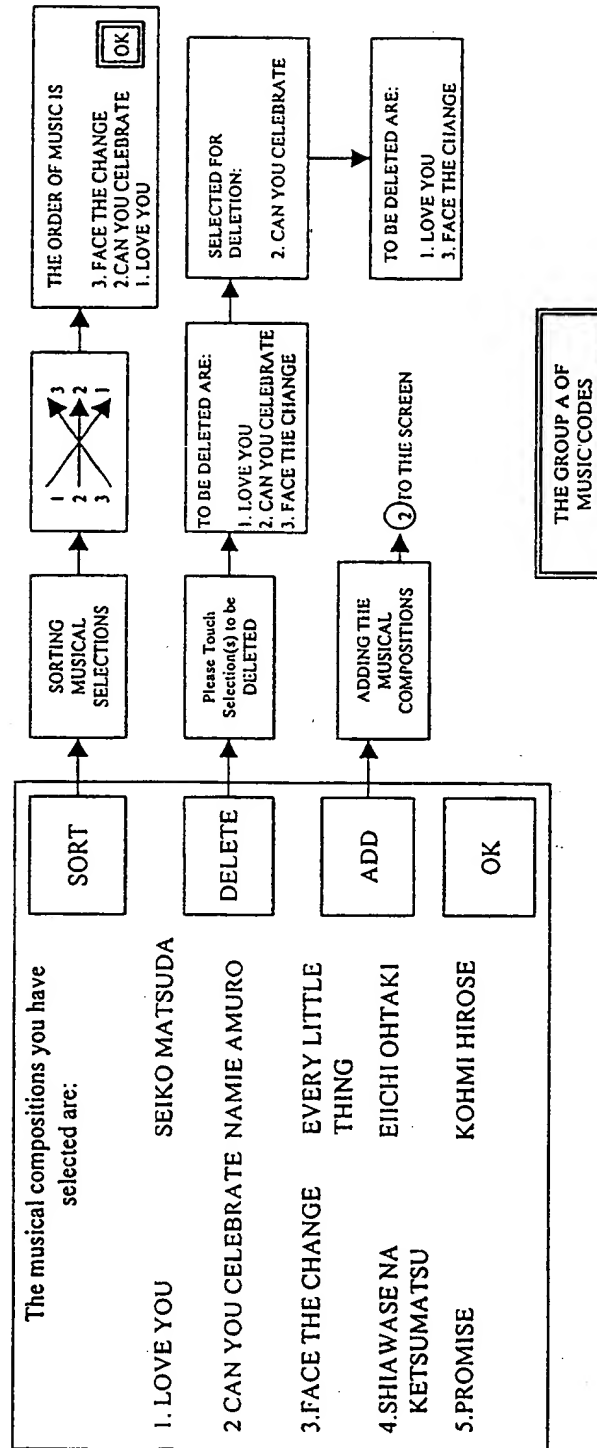 The musical compositions you have
selected are:
1. LOVE YOU SEIKO MATSUDA
2 CAN YOU CELEBRATE NAMIE AMURO
3.FACE THE CHANGE EVERY LITTLE
THING
4.SHIAWASE NA EIICHI OHTAKI
KETSUMATSU
5.PROMISE KOHMI HIROSE
SORT
DELETE
ADD
OK
SORTING
MUSICAL
SELECTIONS
1 3
2 2
3 1
THE ORDER OF MUSIC IS
3. FACE THE CHANGE
2.CAN YOU CELEBRATE
1. LOVE YOU
OK
Please Touch
Selection(s) to be
DELETED
TO BE DELETED ARE:
1. LOVE YOU
2. CAN YOU CELEBRATE
3. FACE THE CHANGE
SELECTED FOR
DELETION:
2. CAN YOU CELEBRATE
TO BE DELETED ARE:
1. LOVE YOU
3. FACE THE CHANGE
ADDING THE
MUSICAL
COMPOSITIONS
2 TO THE SCREEN
THE GROUP A OF
MUSIC CODES